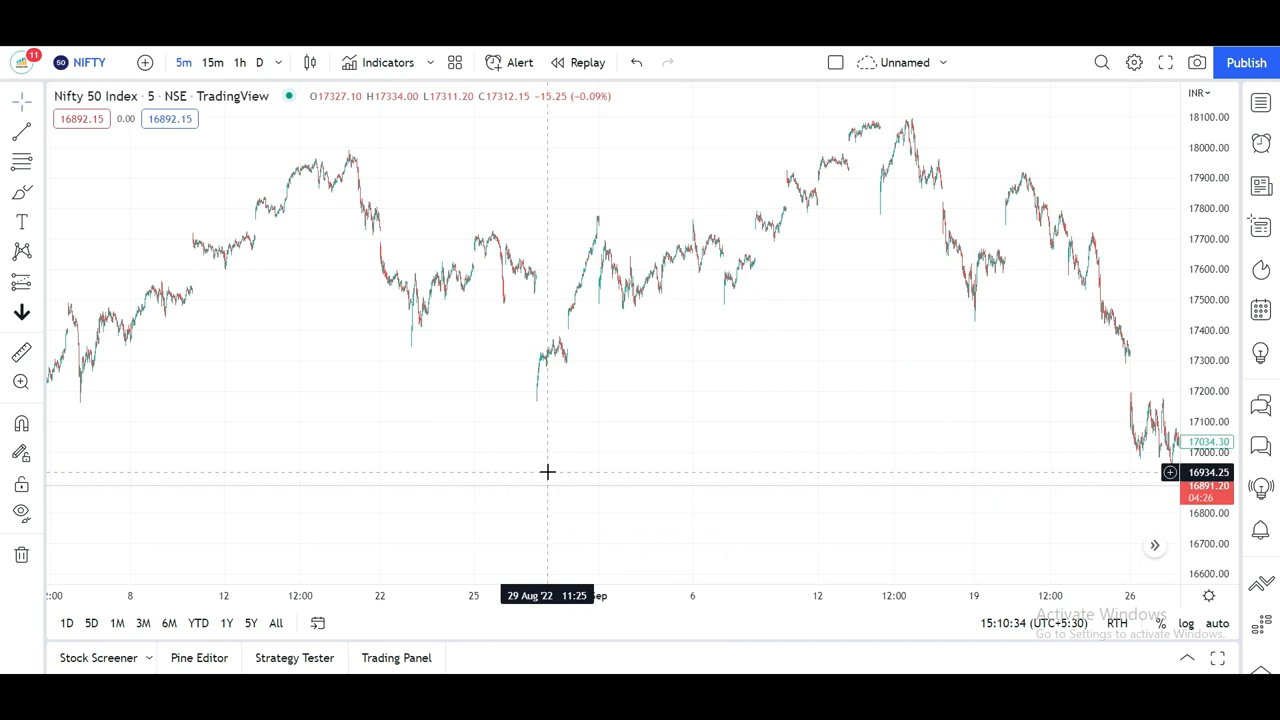 11
50 NIFTY 5m 15m 1h D Indicators Alert Replay Unnamed Publish
Nifty 50 Index · 5 · NSE · TradingView O17327.10 H17334.00 L17311.20 C17312.15 −15.25 (−0.09%) INR
16892.15 0.00 16892.15
18100.00
18000.00
17900.00
17800.00
17700.00
17600.00
17500.00
17400.00
17300.00
17200.00
17100.00
17034.30
17000.00
16934.25
16891.20
04:26
16800.00
16700.00
16600.00
T
2:00 8 12 12:00 22 25 29 Aug '22 11:25 Sep 6 12 12:00 19 12:00 26
1D 5D 1M 3M 6M YTD 1Y 5Y All 15:10:34 (UTC+5:30) RTH % log auto
Activate Windows
Go to Settings to activate Windows.
Stock Screener Pine Editor Strategy Tester Trading Panel